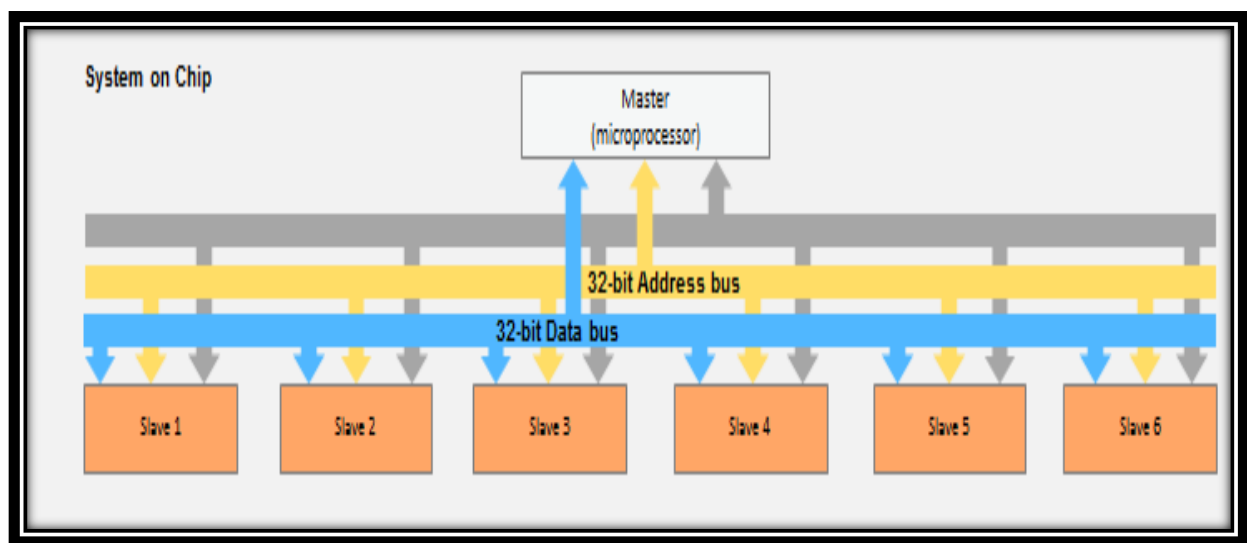 System on Chip
Master
(microprocessor)
32-bit Address bus
32-bit Data bus
Slave 1
Slave 2
Slave 3
Slave 4
Slave 5
Slave 6